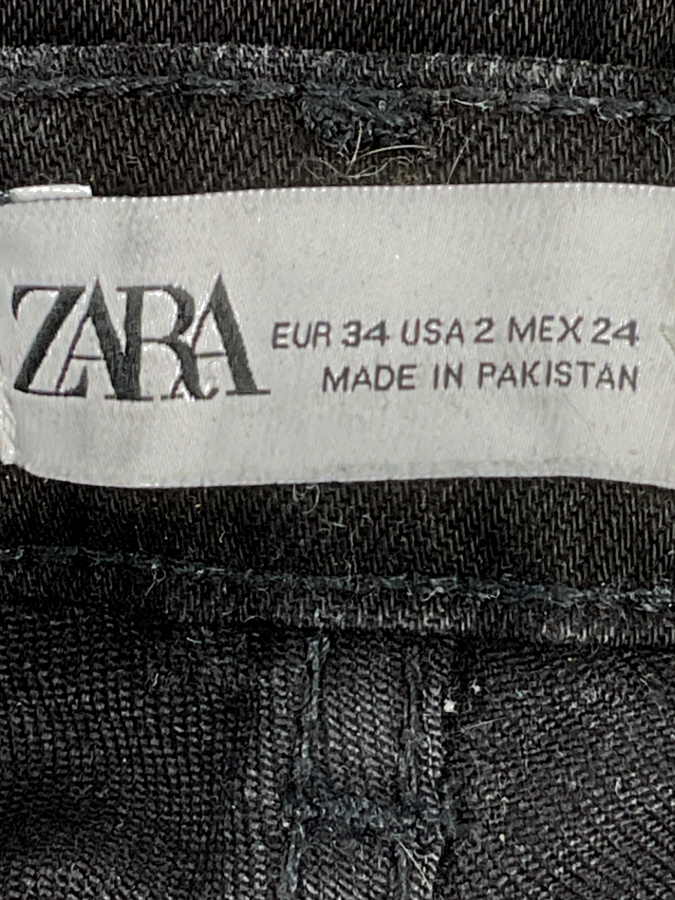 ZARA
EUR 34 USA 2 MEX 24
MADE IN PAKISTAN